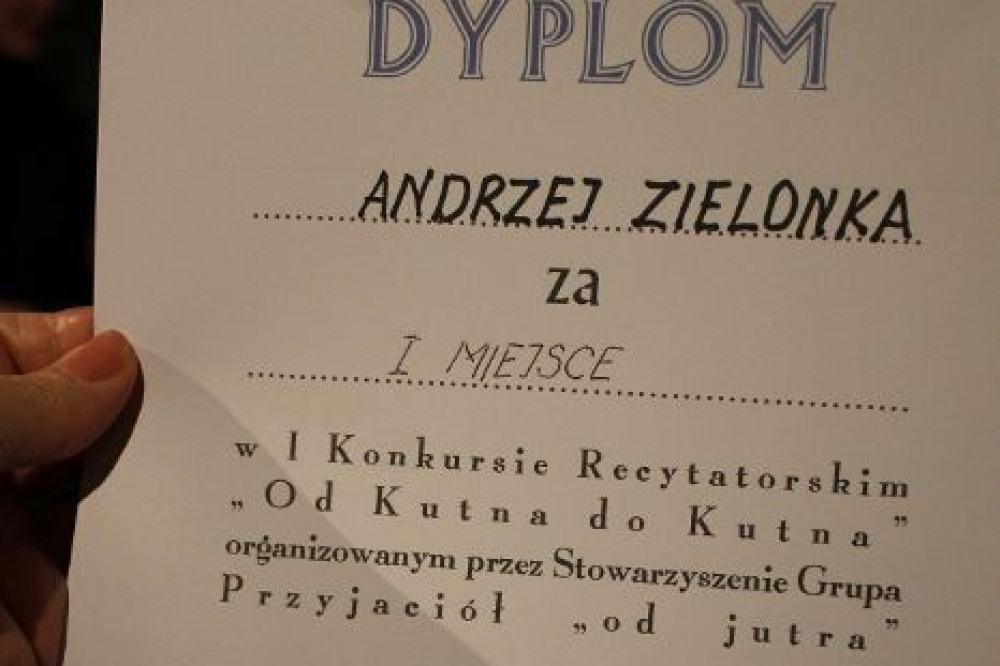 DYPLOM
ANDRZEJ ZIELONKA
za
I MIEJSCE
w I Konkursie Recytatorskim
„Od Kutna do Kutna”
organizowanym przez Stowarzyszenie Grupa
Przyjaciół „od jutra”